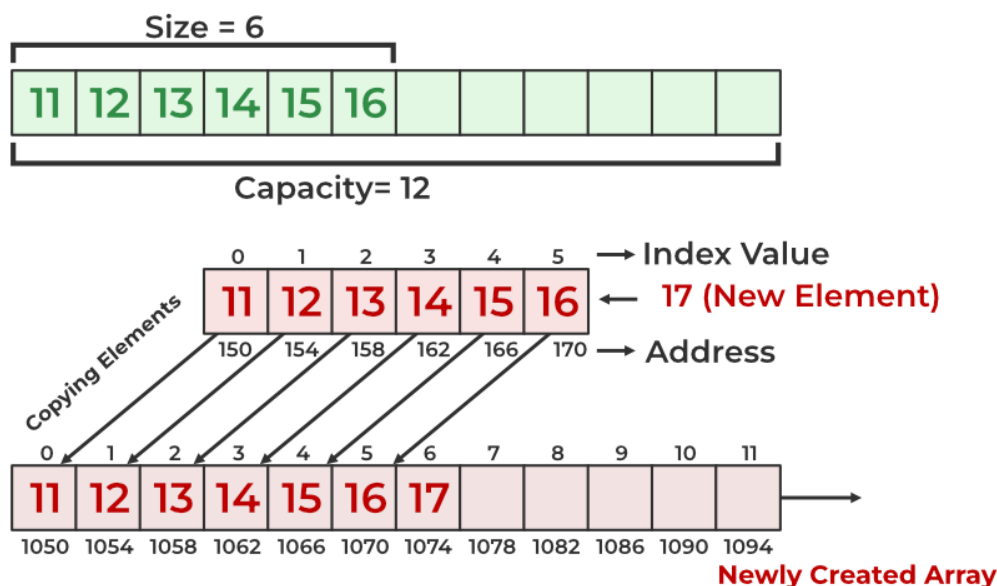 Size = 6
11 12 13 14 15 16
Capacity= 12
0 1 2 3 4 5 Index Value
11 12 13 14 15 16 17 (New Element)
150 154 158 162 166 170 Address
Copying Elements
0 1 2 3 4 5 6 7 8 9 10 11
11 12 13 14 15 16 17
1050 1054 1058 1062 1066 1070 1074 1078 1082 1086 1090 1094
Newly Created Array